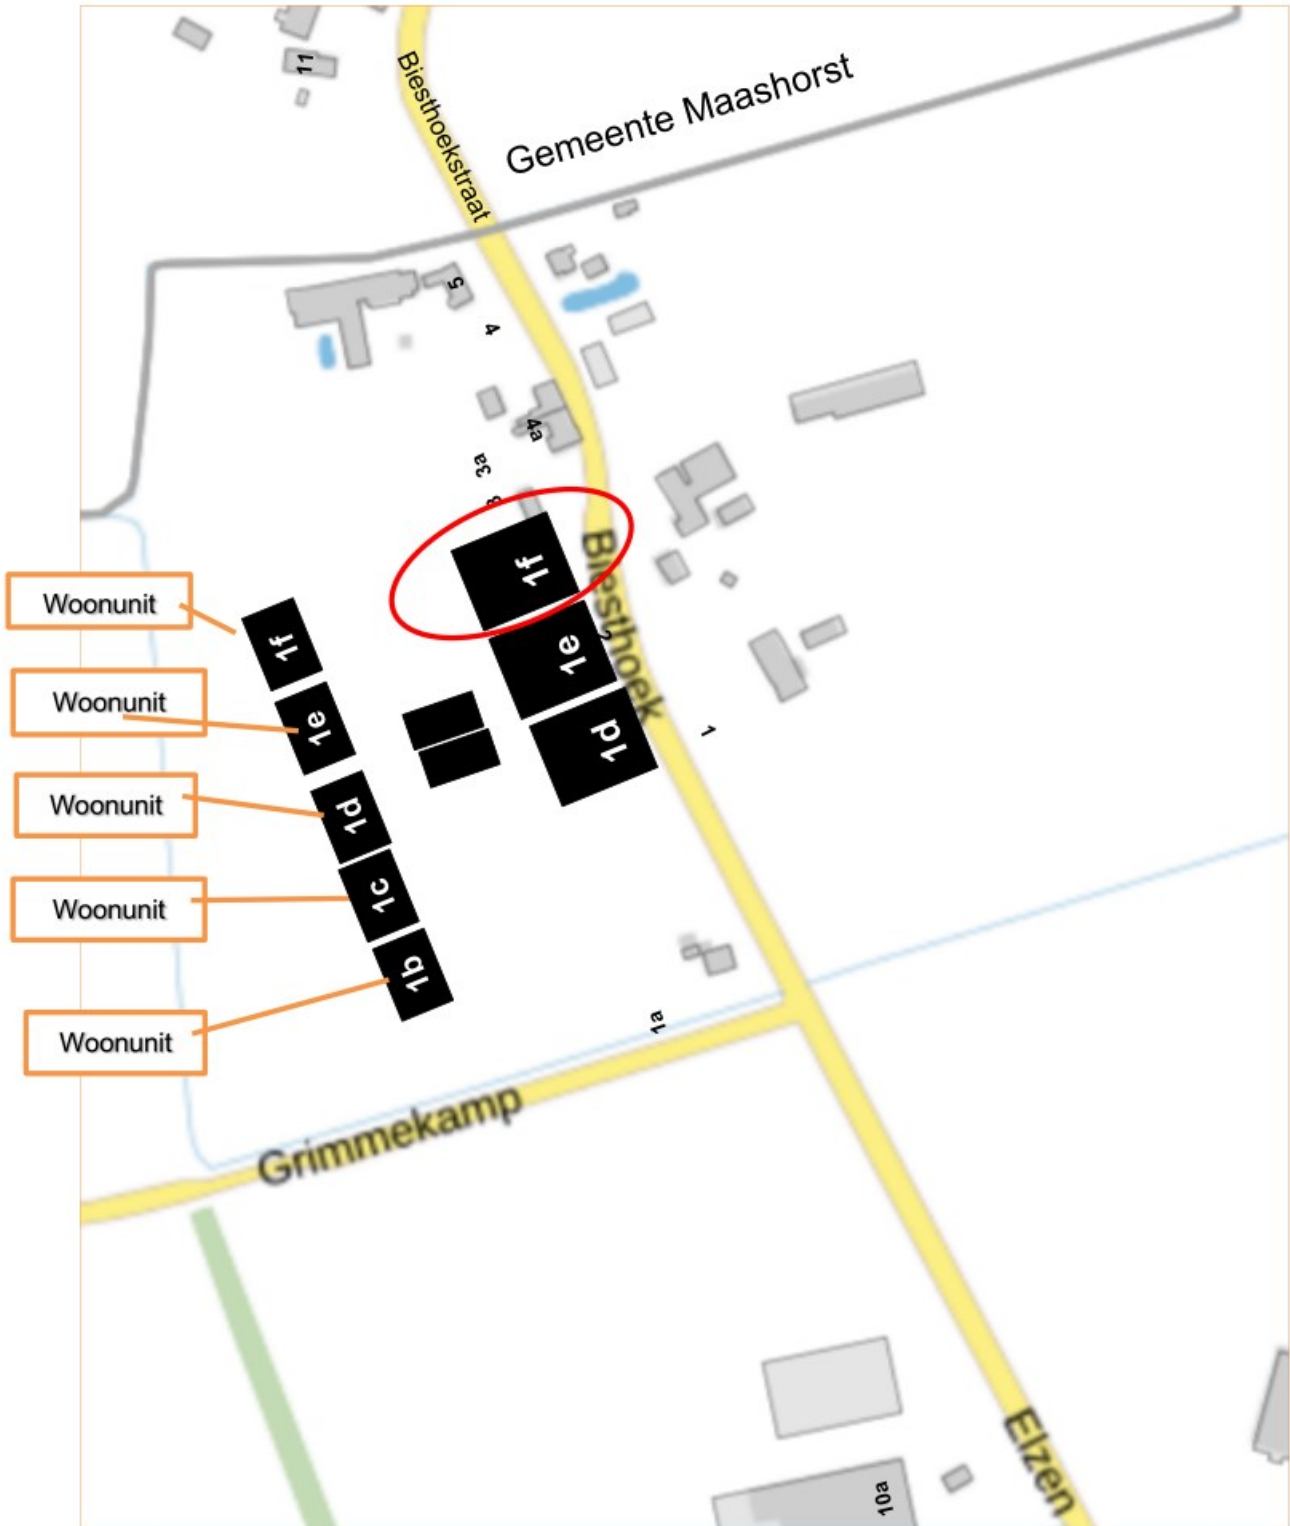 11
Biesthoekstraat
Gemeente Maashorst
5
4
4a
3a
3
1f
Biesthoek
2
1e
1d
1
Woonunit
1f
Woonunit
1e
Woonunit
1d
Woonunit
1c
Woonunit
1b
1a
Grimmekamp
Elzen
10a